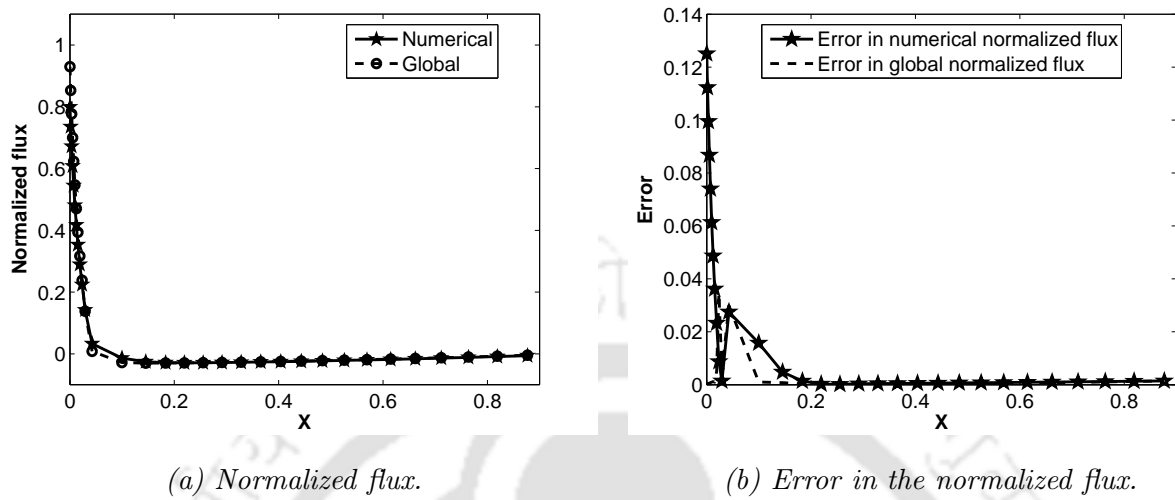 1
0.8
0.6
0.4
0.2
0
0 0.2 0.4 0.6 0.8
Normalized flux
X
Numerical
Global
0.14
0.12
0.1
0.08
0.06
0.04
0.02
0
0 0.2 0.4 0.6 0.8
Error
X
Error in numerical normalized flux
Error in global normalized flux
(a) Normalized flux.
(b) Error in the normalized flux.